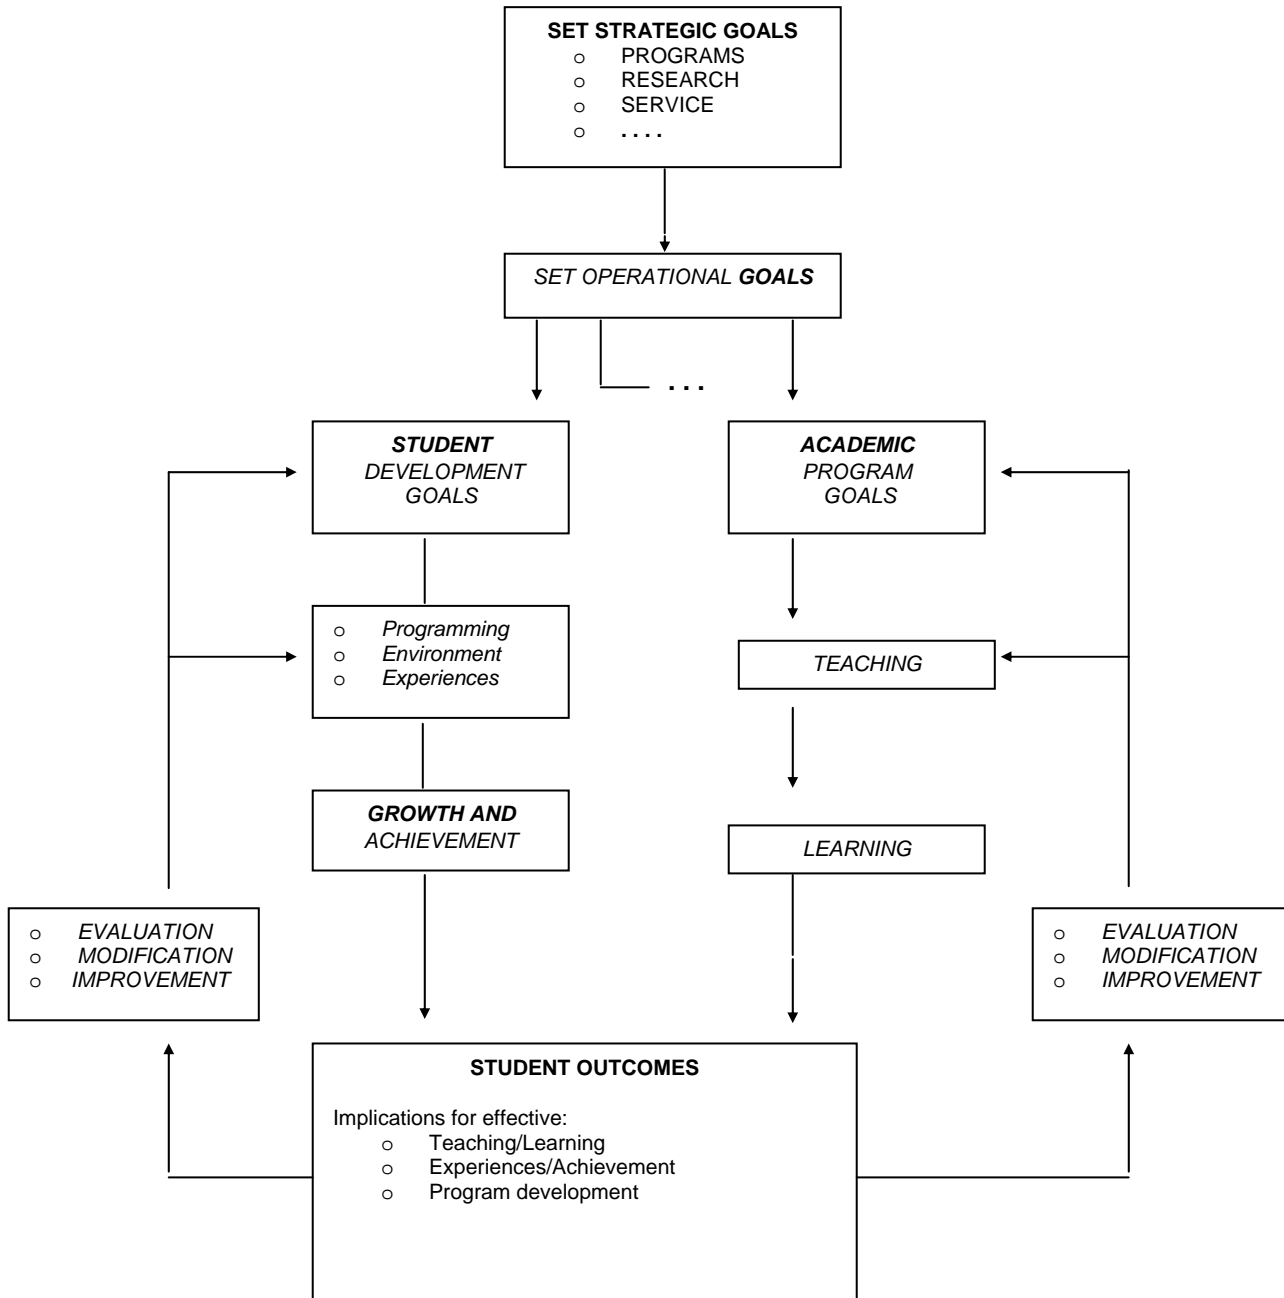 SET STRATEGIC GOALS
o PROGRAMS
o RESEARCH
o SERVICE
o . . . .
SET OPERATIONAL GOALS
. . .
STUDENT
DEVELOPMENT
GOALS
ACADEMIC
PROGRAM
GOALS
o Programming
o Environment
o Experiences
TEACHING
GROWTH AND
ACHIEVEMENT
LEARNING
o EVALUATION
o MODIFICATION
o IMPROVEMENT
o EVALUATION
o MODIFICATION
o IMPROVEMENT
STUDENT OUTCOMES
Implications for effective:
o Teaching/Learning
o Experiences/Achievement
o Program development